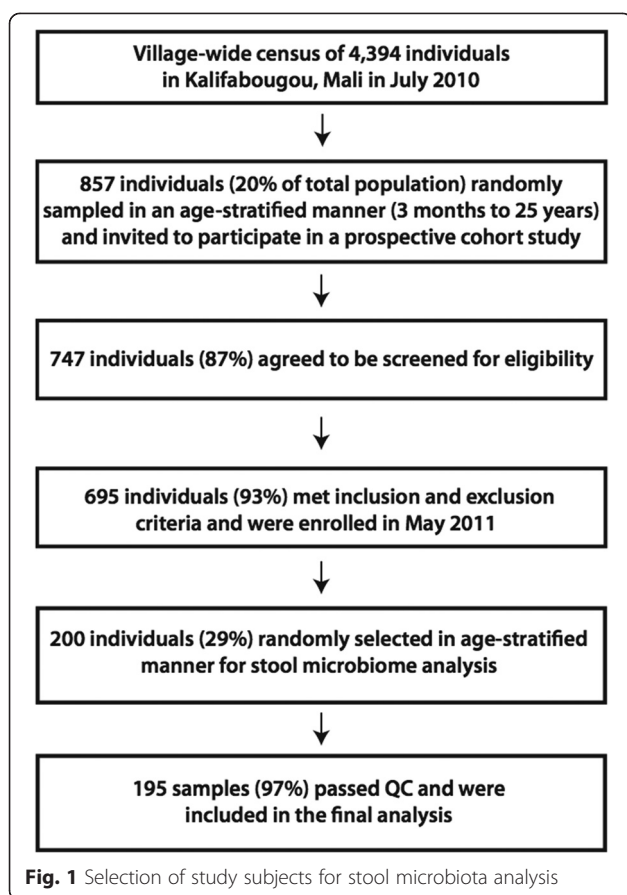 Village-wide census of 4,394 individuals
in Kalifabougou, Mali in July 2010
857 individuals (20% of total population) randomly
sampled in an age-stratified manner (3 months to 25 years)
and invited to participate in a prospective cohort study
747 individuals (87%) agreed to be screened for eligibility
695 individuals (93%) met inclusion and exclusion
criteria and were enrolled in May 2011
200 individuals (29%) randomly selected in age-stratified
manner for stool microbiome analysis
195 samples (97%) passed QC and were
included in the final analysis
Fig. 1 Selection of study subjects for stool microbiota analysis